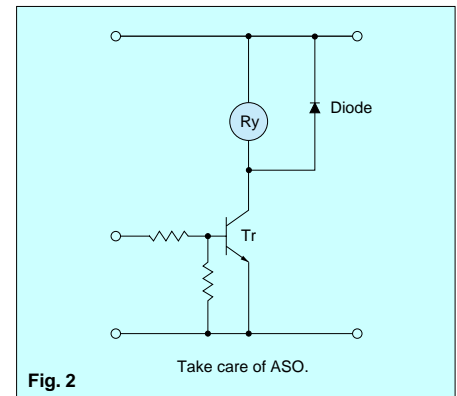 Diode
Ry
Tr
Take care of ASO.
Fig. 2